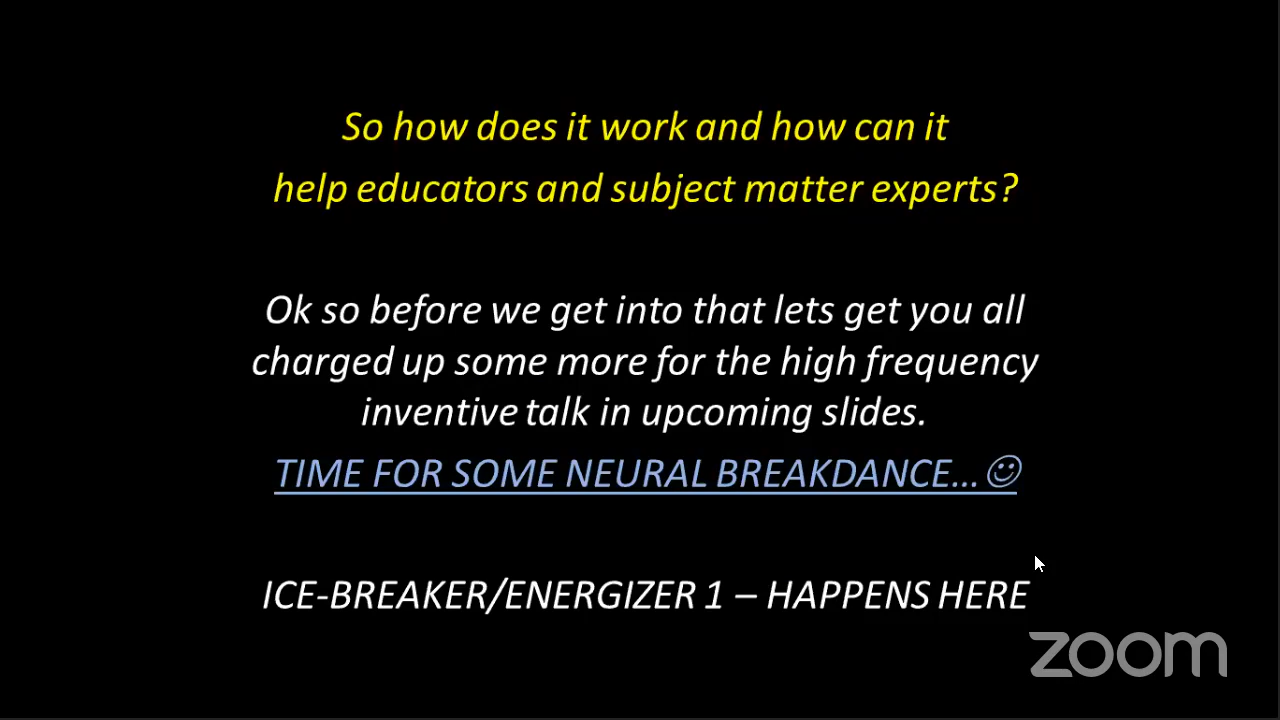 So how does it work and how can it
help educators and subject matter experts?
Ok so before we get into that lets get you all
charged up some more for the high frequency
inventive talk in upcoming slides.
TIME FOR SOME NEURAL BREAKDANCE...☺
ICE-BREAKER/ENERGIZER 1 – HAPPENS HERE
zoom